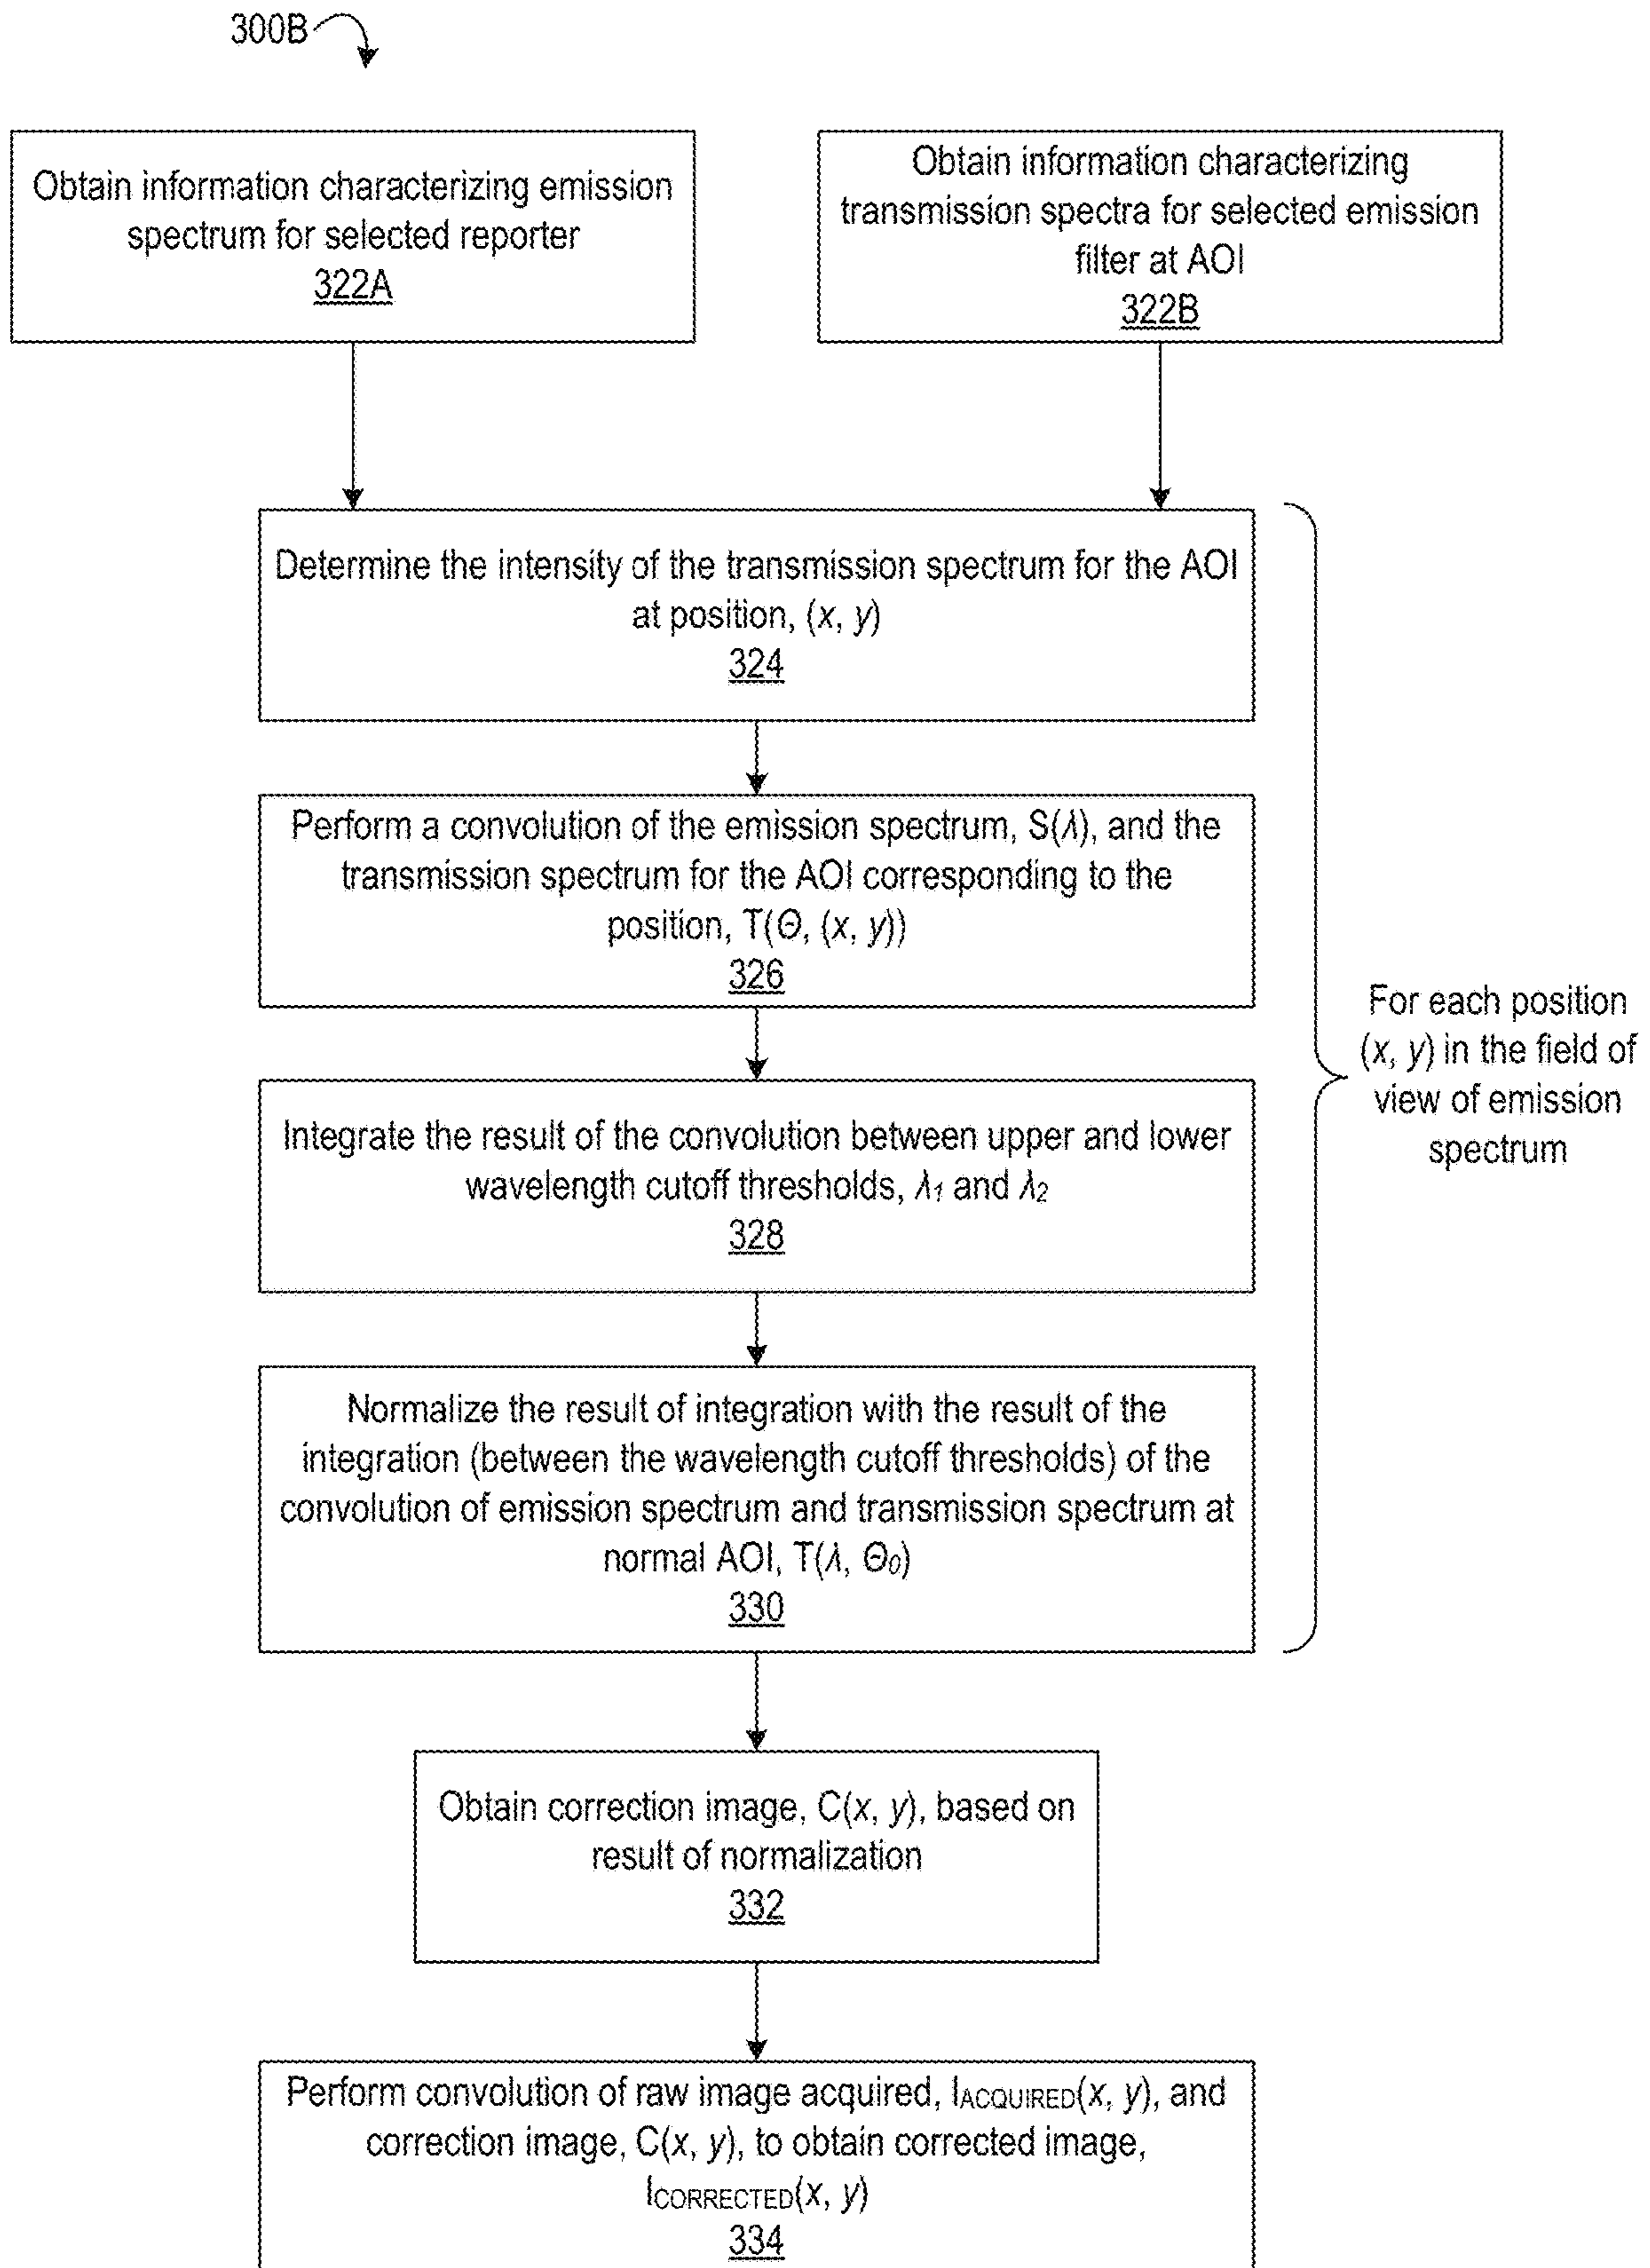 300B
Obtain information characterizing emission
spectrum for selected reporter
322A
Obtain information characterizing
transmission spectra for selected emission
filter at AOI
322B
Determine the intensity of the transmission spectrum for the AOI
at position, (x, y)
324
Perform a convolution of the emission spectrum, S(λ), and the
transmission spectrum for the AOI corresponding to the
position, T(Θ, (x, y))
326
Integrate the result of the convolution between upper and lower
wavelength cutoff thresholds, λ₁ and λ₂
328
Normalize the result of integration with the result of the
integration (between the wavelength cutoff thresholds) of the
convolution of emission spectrum and transmission spectrum at
normal AOI, T(λ, Θ₀)
330
For each position
(x, y) in the field of
view of emission
spectrum
Obtain correction image, C(x, y), based on
result of normalization
332
Perform convolution of raw image acquired, IACQUIRED(x, y), and
correction image, C(x, y), to obtain corrected image,
ICORRECTED(x, y)
334